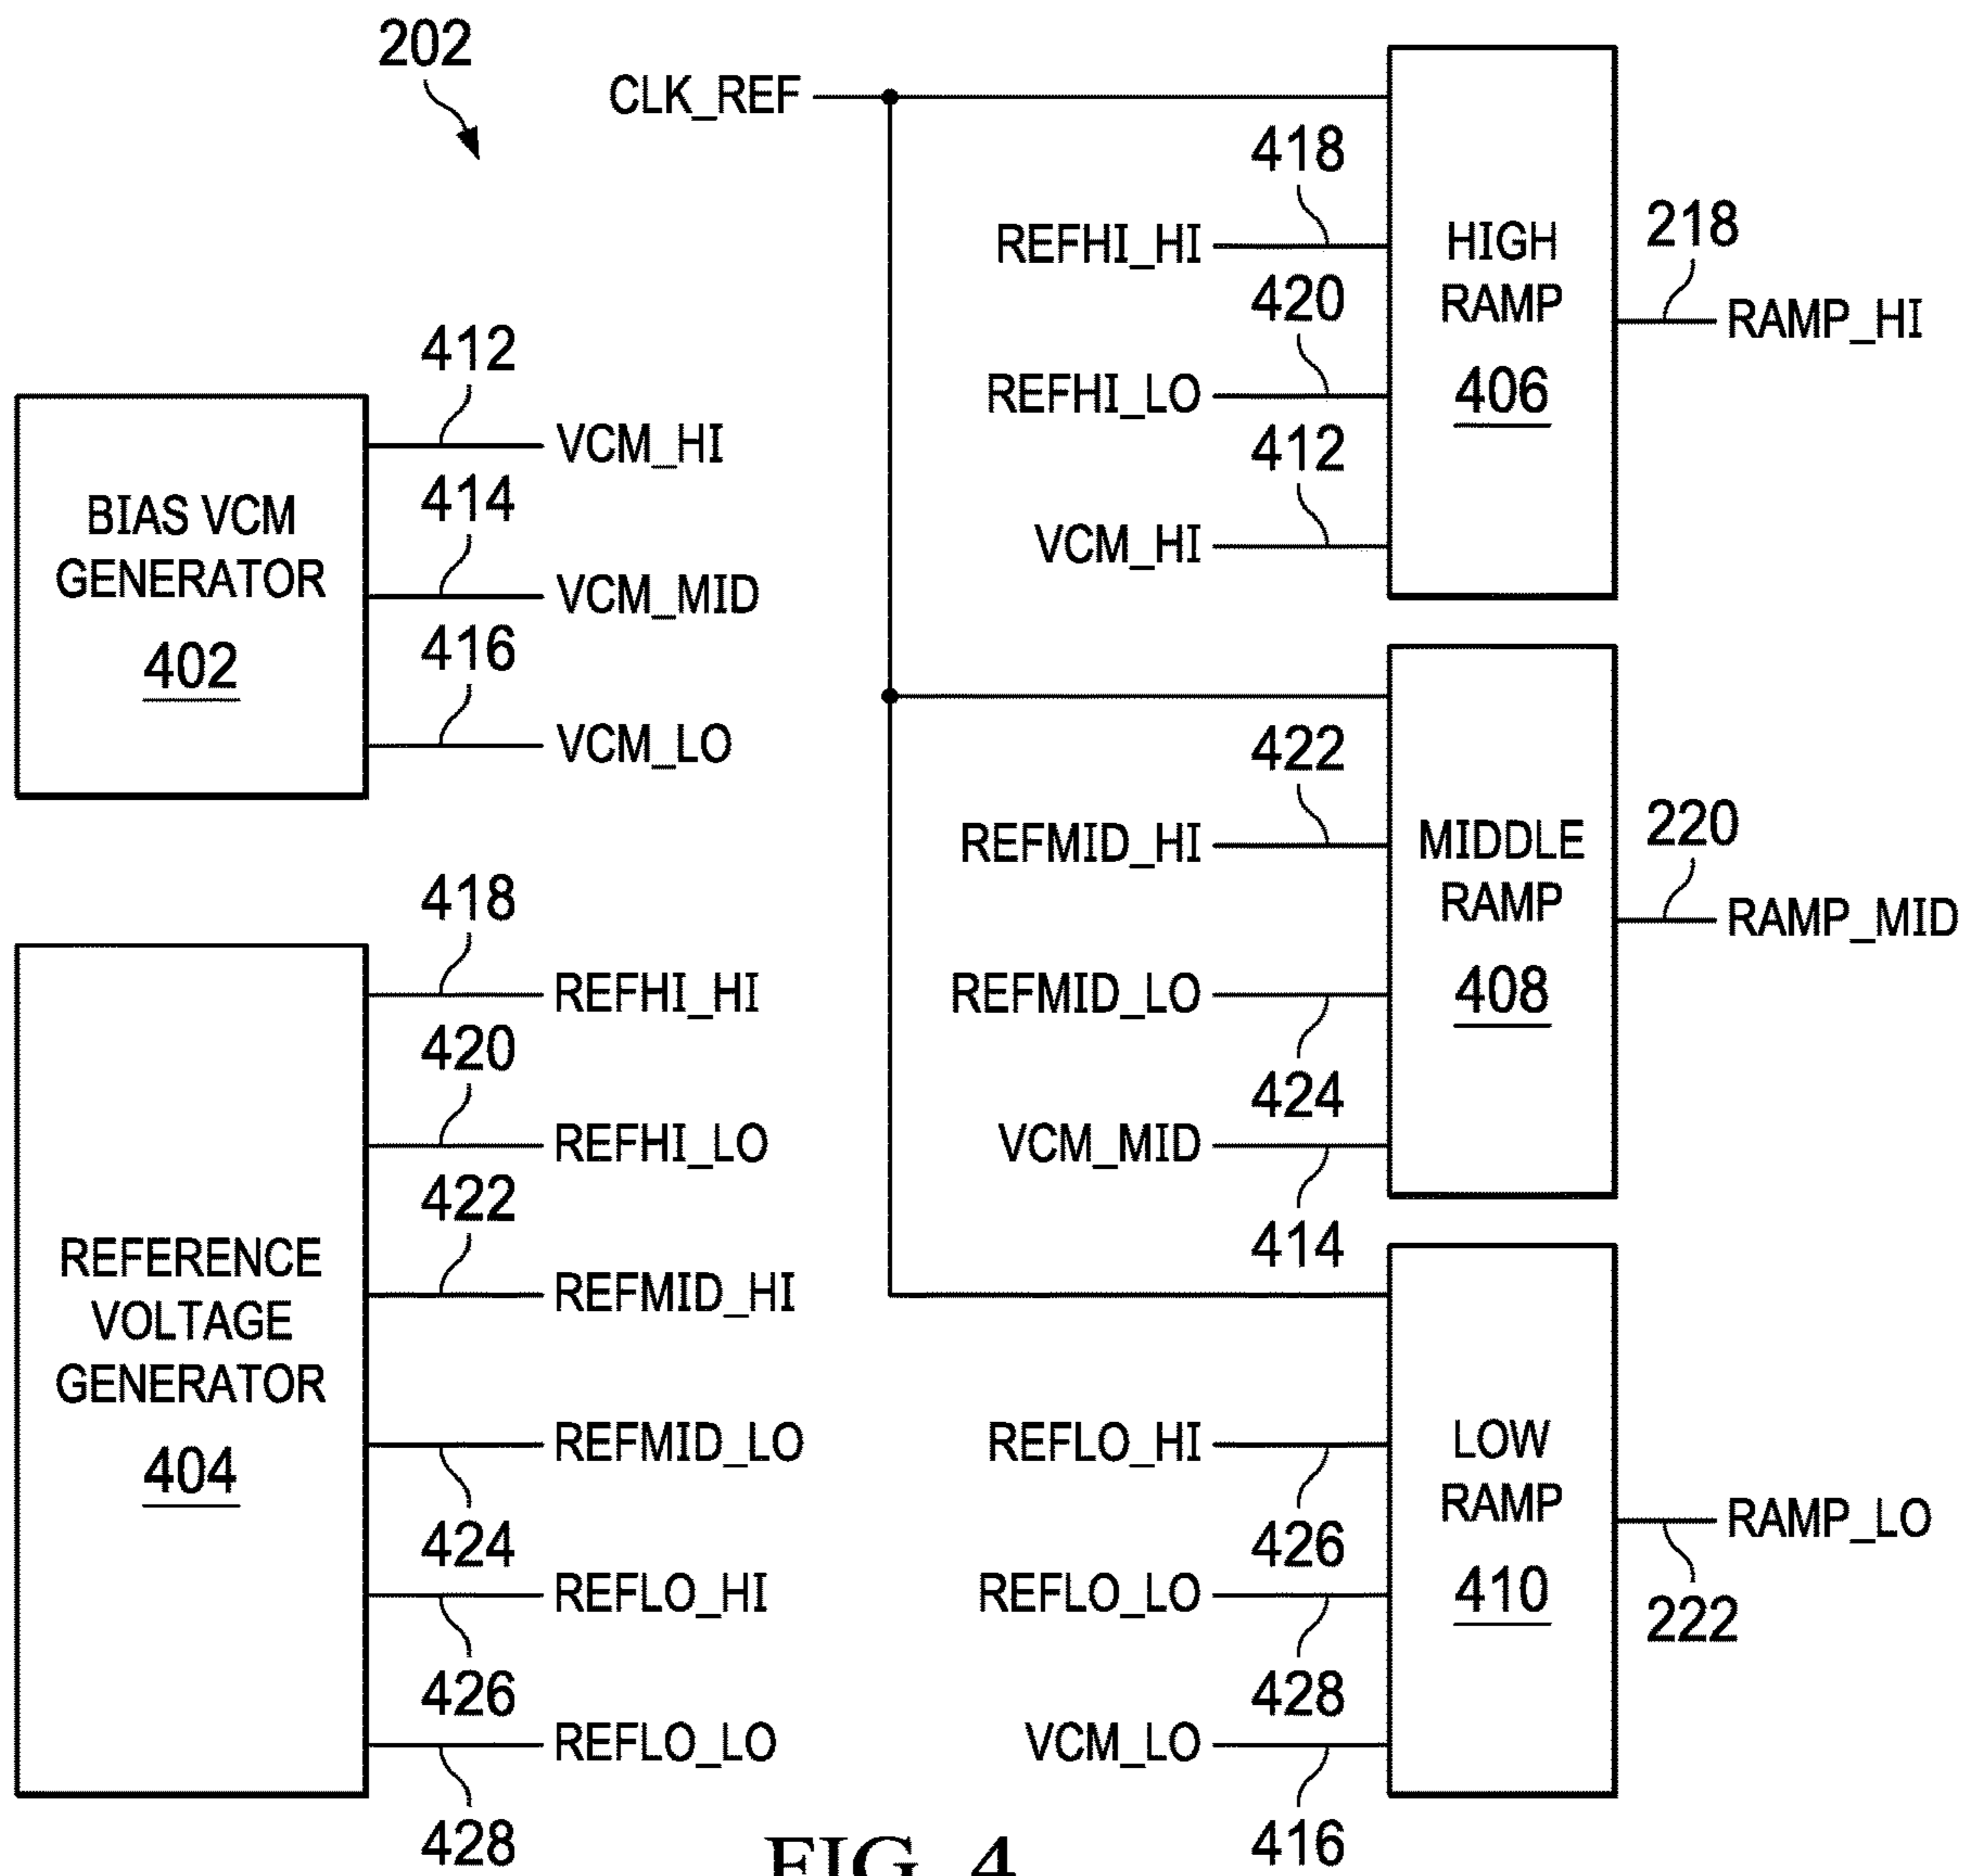 202
CLK_REF
418
REFHI_HI
420
REFHI_LO
412
VCM_HI
HIGH
RAMP
406
218
RAMP_HI
BIAS VCM
GENERATOR
402
412
VCM_HI
414
VCM_MID
416
VCM_LO
422
REFMID_HI
REFMID_LO
424
VCM_MID
414
MIDDLE
RAMP
408
220
RAMP_MID
REFERENCE
VOLTAGE
GENERATOR
404
418
REFHI_HI
420
REFHI_LO
422
REFMID_HI
REFMID_LO
424
REFLO_HI
426
REFLO_LO
428
REFLO_HI
426
REFLO_LO
428
VCM_LO
416
LOW
RAMP
410
RAMP_LO
222
FIG. 4